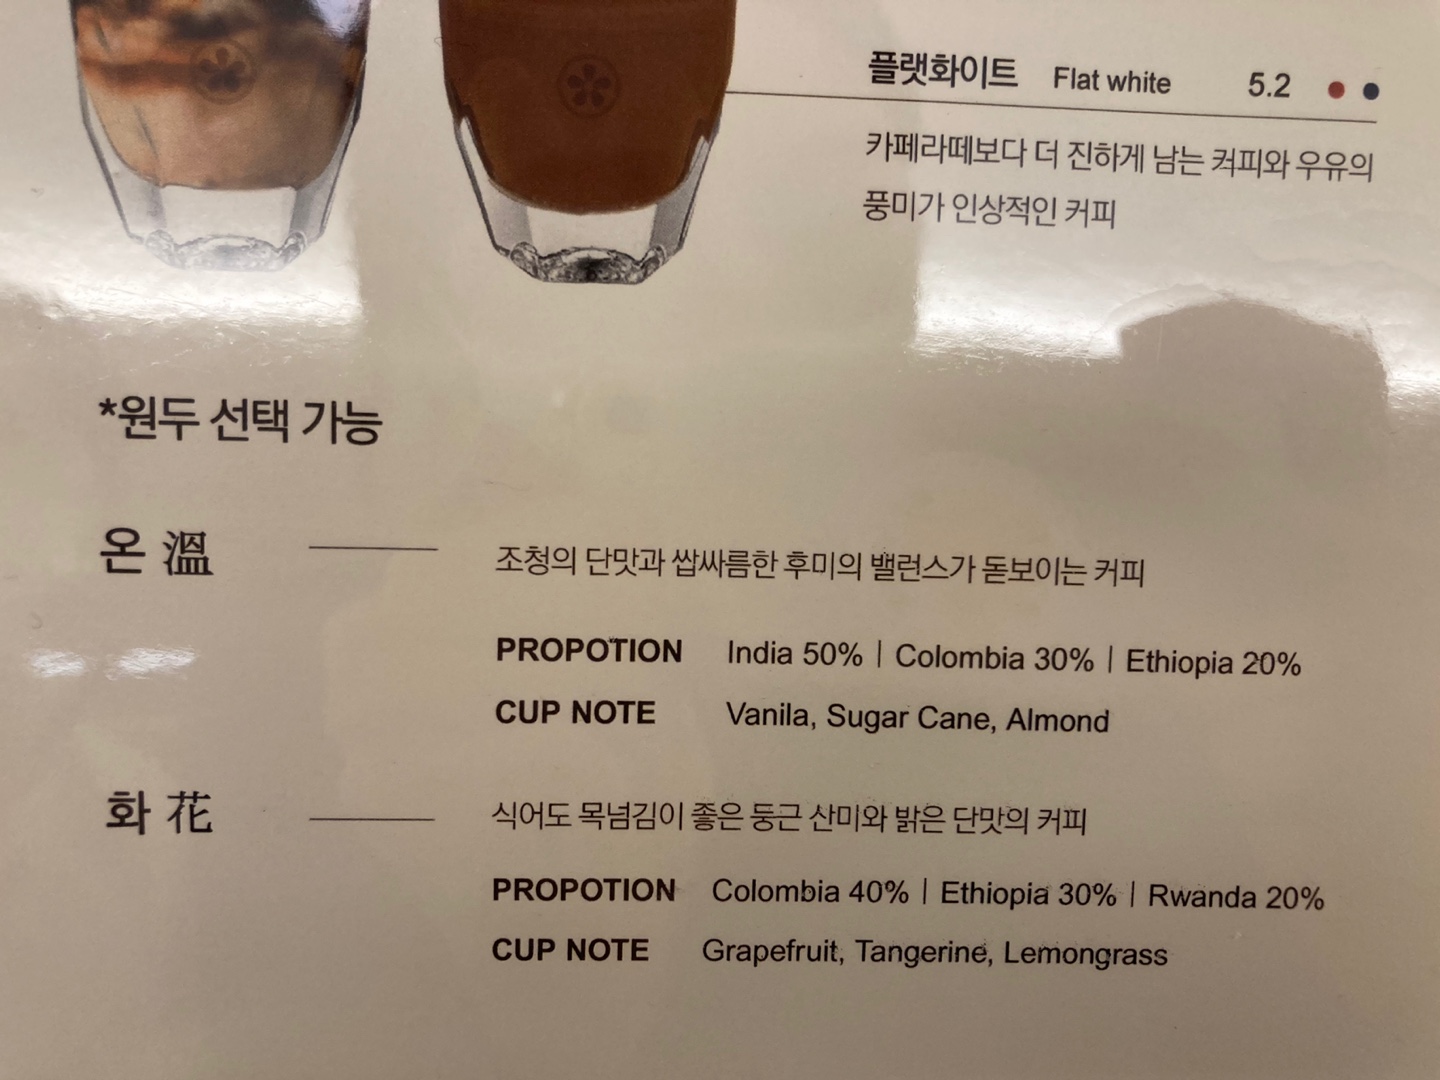 플랫화이트 Flat white 5.2
카페라떼보다 더 진하게 남는 커피와 우유의
풍미가 인상적인 커피
*원두 선택 가능
온 溫 조청의 단맛과 쌉싸름한 후미의 밸런스가 돋보이는 커피
PROPOTION India 50% | Colombia 30% | Ethiopia 20%
CUP NOTE Vanila, Sugar Cane, Almond
화 花 식어도 목넘김이 좋은 둥근 산미와 밝은 단맛의 커피
PROPOTION Colombia 40% | Ethiopia 30% | Rwanda 20%
CUP NOTE Grapefruit, Tangerine, Lemongrass